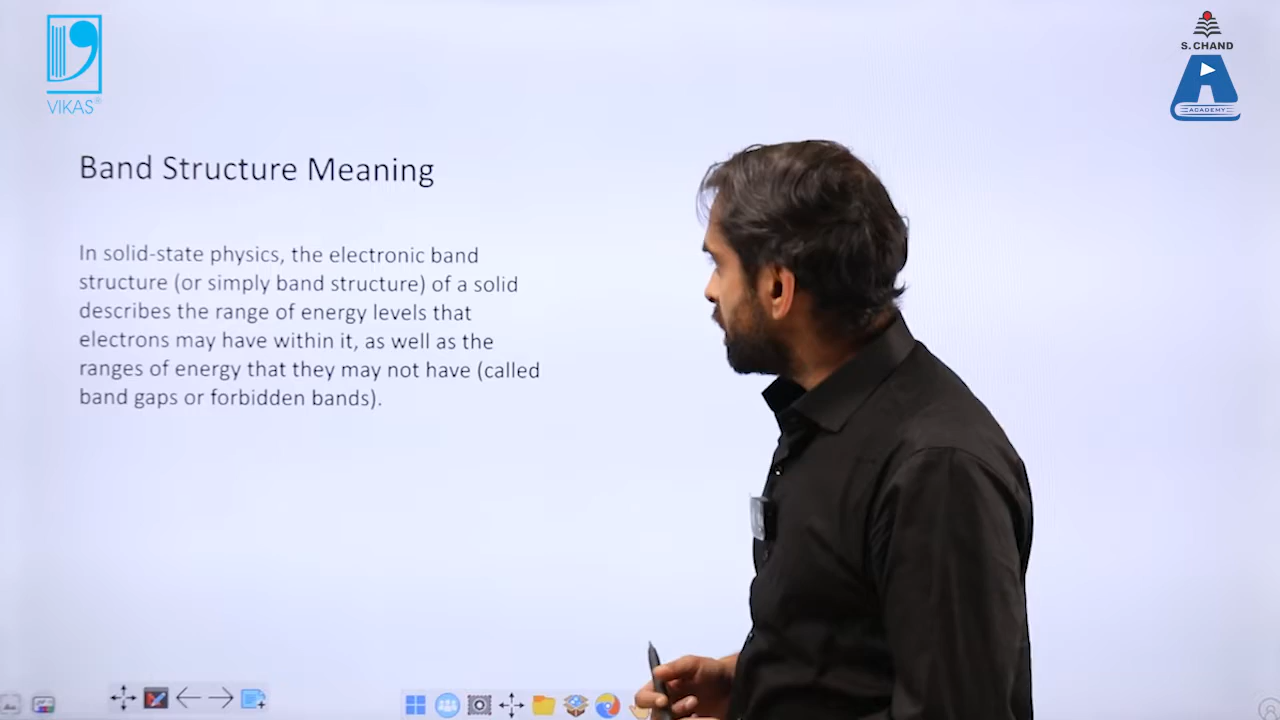 VIKAS®
S. CHAND
ACADEMY
Band Structure Meaning
In solid-state physics, the electronic band
structure (or simply band structure) of a solid
describes the range of energy levels that
electrons may have within it, as well as the
ranges of energy that they may not have (called
band gaps or forbidden bands).